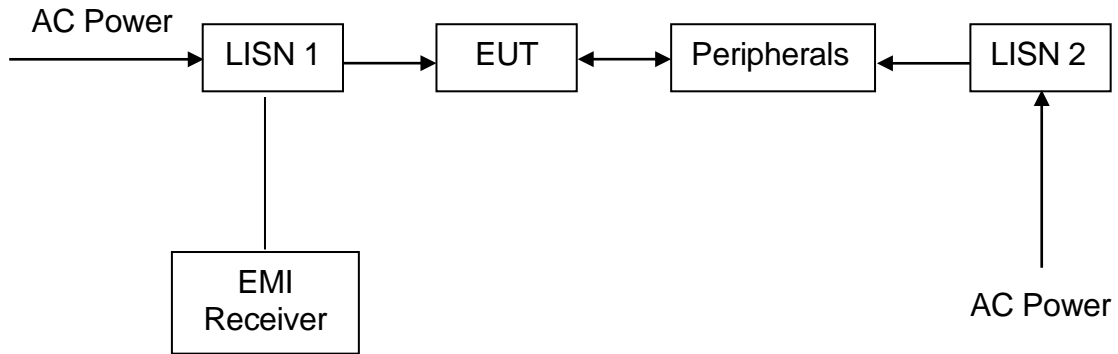 AC Power
LISN 1
EUT
Peripherals
LISN 2
EMI
Receiver
AC Power